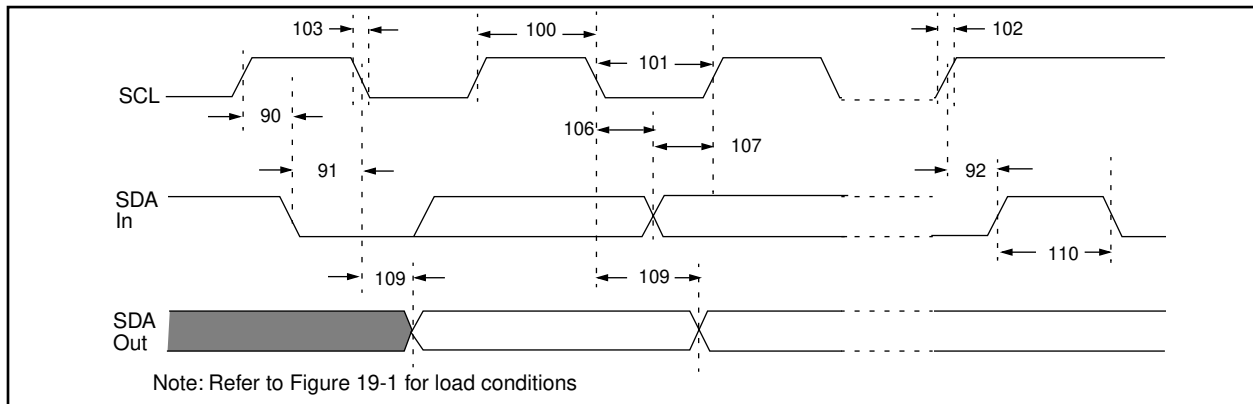 103
100
102
101
SCL
90
106
107
91
92
SDA
In
110
109
109
SDA
Out
Note: Refer to Figure 19-1 for load conditions